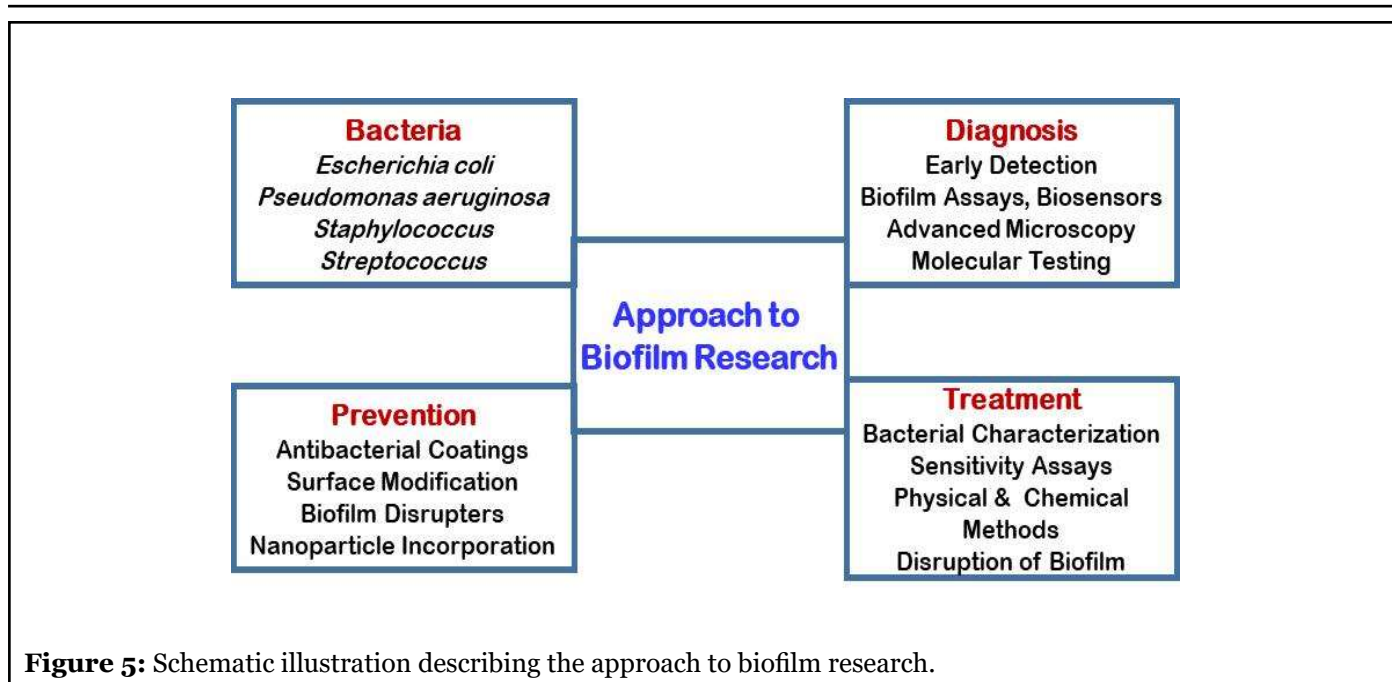 Bacteria
Escherichia coli
Pseudomonas aeruginosa
Staphylococcus
Streptococcus
Diagnosis
Early Detection
Biofilm Assays, Biosensors
Advanced Microscopy
Molecular Testing
Approach to
Biofilm Research
Prevention
Antibacterial Coatings
Surface Modification
Biofilm Disrupters
Nanoparticle Incorporation
Treatment
Bacterial Characterization
Sensitivity Assays
Physical & Chemical
Methods
Disruption of Biofilm
Figure 5: Schematic illustration describing the approach to biofilm research.